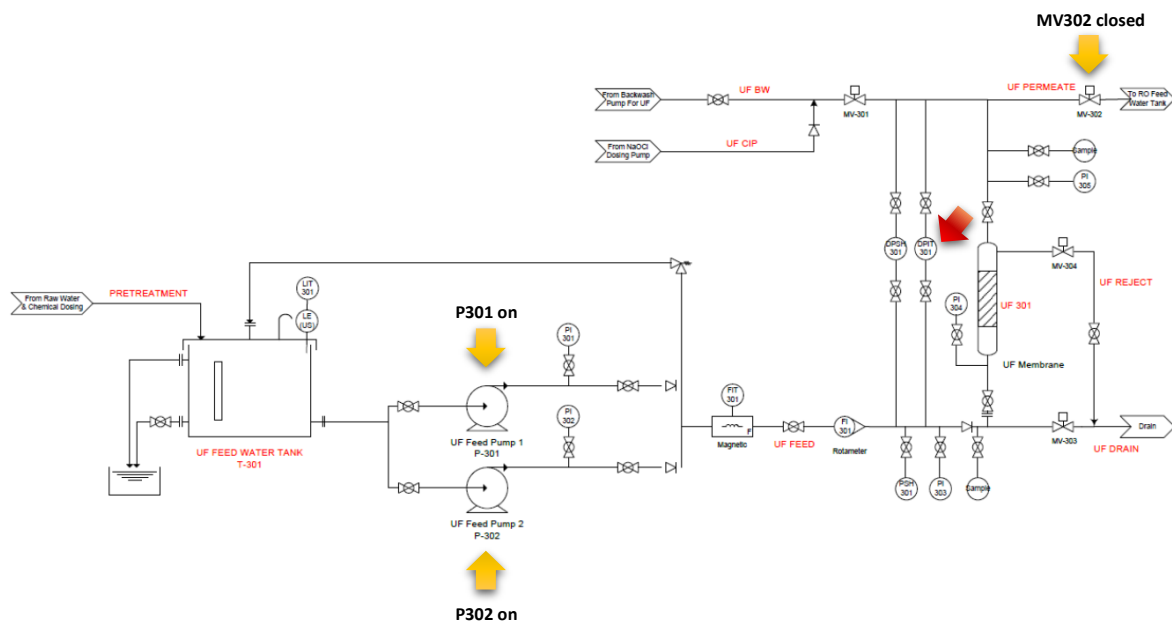 MV302 closed
From Backwash
Pump For UF
UF BW
MV-301
UF PERMEATE
MV-302
To RO Feed
Water Tank
From NaOCl
Dosing Pump
UF CIP
Sample
PI
305
DPSH
301
DPIT
301
MV-304
UF REJECT
From Raw Water
& Chemical Dosing
PRETREATMENT
LIT
301
LE
(US)
P301 on
PI
301
PI
304
UF 301
UF Membrane
UF Feed Pump 1
P-301
PI
302
FIT
301
F
Magnetic
UF FEED
FI
301
Rotameter
MV-303
Drain
UF DRAIN
UF FEED WATER TANK
T-301
PSH
301
PI
303
Sample
UF Feed Pump 2
P-302
P302 on